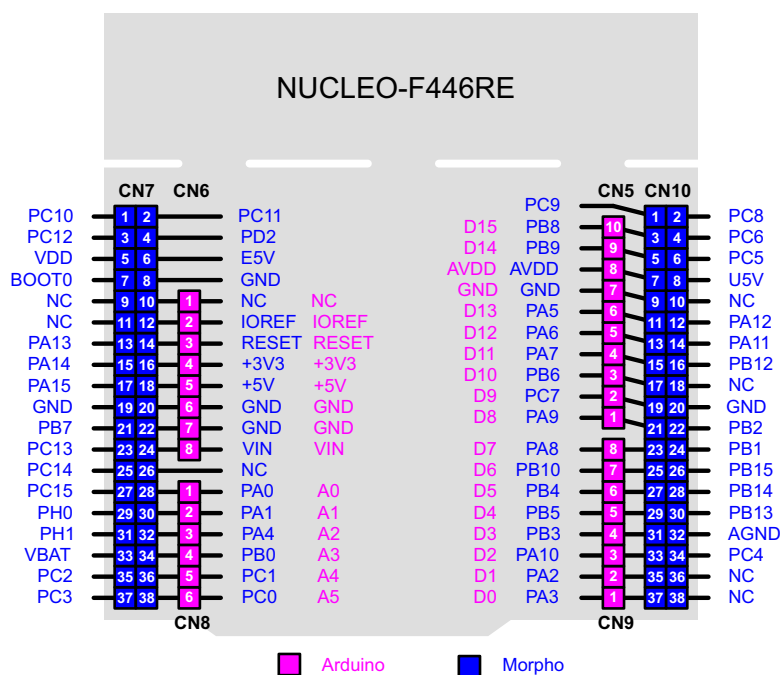 NUCLEO-F446RE
CN7 CN6 CN5 CN10
PC9
PC10 1 2 PC11 1 2 PC8
D15 PB8 10
PC12 3 4 PD2 3 4 PC6
D14 PB9 9
VDD 5 6 E5V 5 6 PC5
AVDD AVDD 8
BOOT0 7 8 GND 7 8 U5V
GND GND 7
NC 9 10 1 NC NC 9 10 NC
D13 PA5 6
NC 11 12 2 IOREF IOREF 11 12 PA12
D12 PA6 5
PA13 13 14 3 RESET RESET 13 14 PA11
D11 PA7 4
PA14 15 16 4 +3V3 +3V3 15 16 PB12
D10 PB6 3
PA15 17 18 5 +5V +5V 17 18 NC
D9 PC7 2
GND 19 20 6 GND GND 19 20 GND
D8 PA9 1
PB7 21 22 7 GND GND 21 22 PB2
PC13 23 24 8 VIN VIN D7 PA8 8 23 24 PB1
PC14 25 26 NC D6 PB10 7 25 26 PB15
PC15 27 28 1 PA0 A0 D5 PB4 6 27 28 PB14
PH0 29 30 2 PA1 A1 D4 PB5 5 29 30 PB13
PH1 31 32 3 PA4 A2 D3 PB3 4 31 32 AGND
VBAT 33 34 4 PB0 A3 D2 PA10 3 33 34 PC4
PC2 35 36 5 PC1 A4 D1 PA2 2 35 36 NC
PC3 37 38 6 PC0 A5 D0 PA3 1 37 38 NC
CN8 CN9
Arduino Morpho